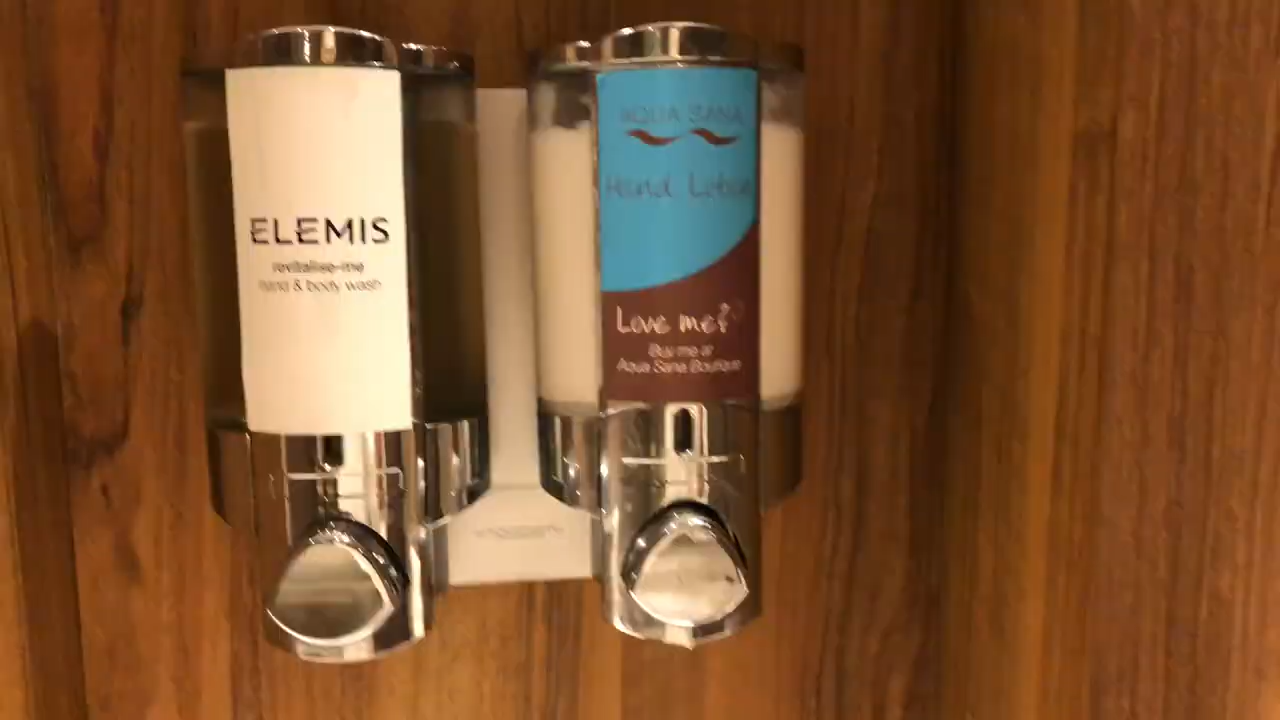 ELEMIS
revitalise-me
hand & body wash
AQUA SANA
Hand Lotion
Love me?
Buy me at
Aqua Sana Boutique